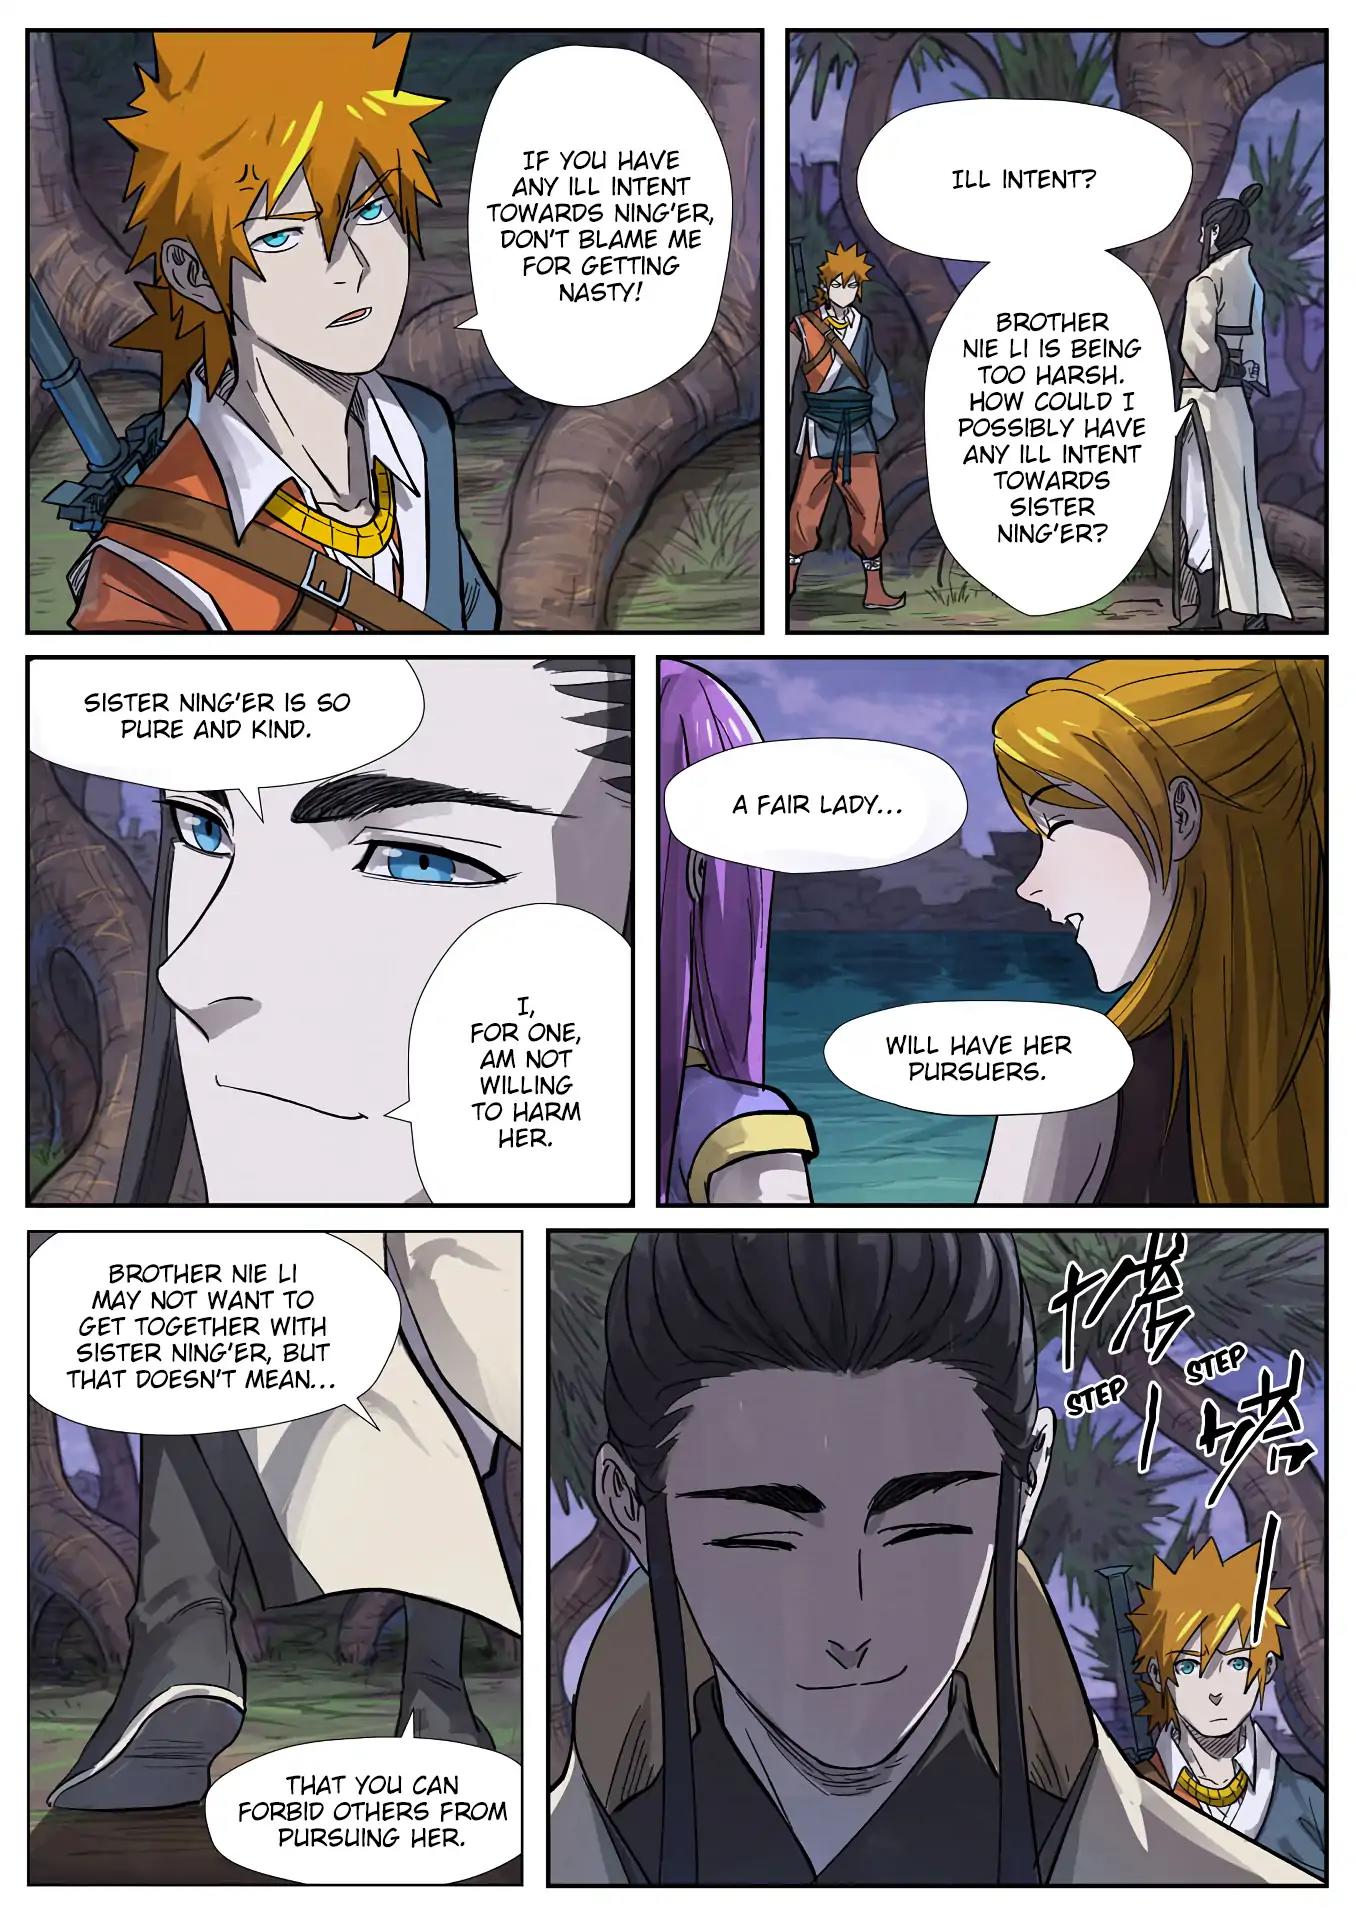 IF YOU HAVE
ANY ILL INTENT
TOWARDS NING'ER,
DON'T BLAME ME
FOR GETTING
NASTY!
ILL INTENT?
BROTHER
NIE LI IS BEING
TOO HARSH.
HOW COULD I
POSSIBLY HAVE
ANY ILL INTENT
TOWARDS
SISTER
NING'ER?
SISTER NING'ER IS SO
PURE AND KIND.
I,
FOR ONE,
AM NOT
WILLING
TO HARM
HER.
A FAIR LADY...
WILL HAVE HER
PURSUERS.
BROTHER NIE LI
MAY NOT WANT TO
GET TOGETHER WITH
SISTER NING'ER, BUT
THAT DOESN'T MEAN...
THAT YOU CAN
FORBID OTHERS FROM
PURSUING HER.
嗒
STEP
嗒
STEP